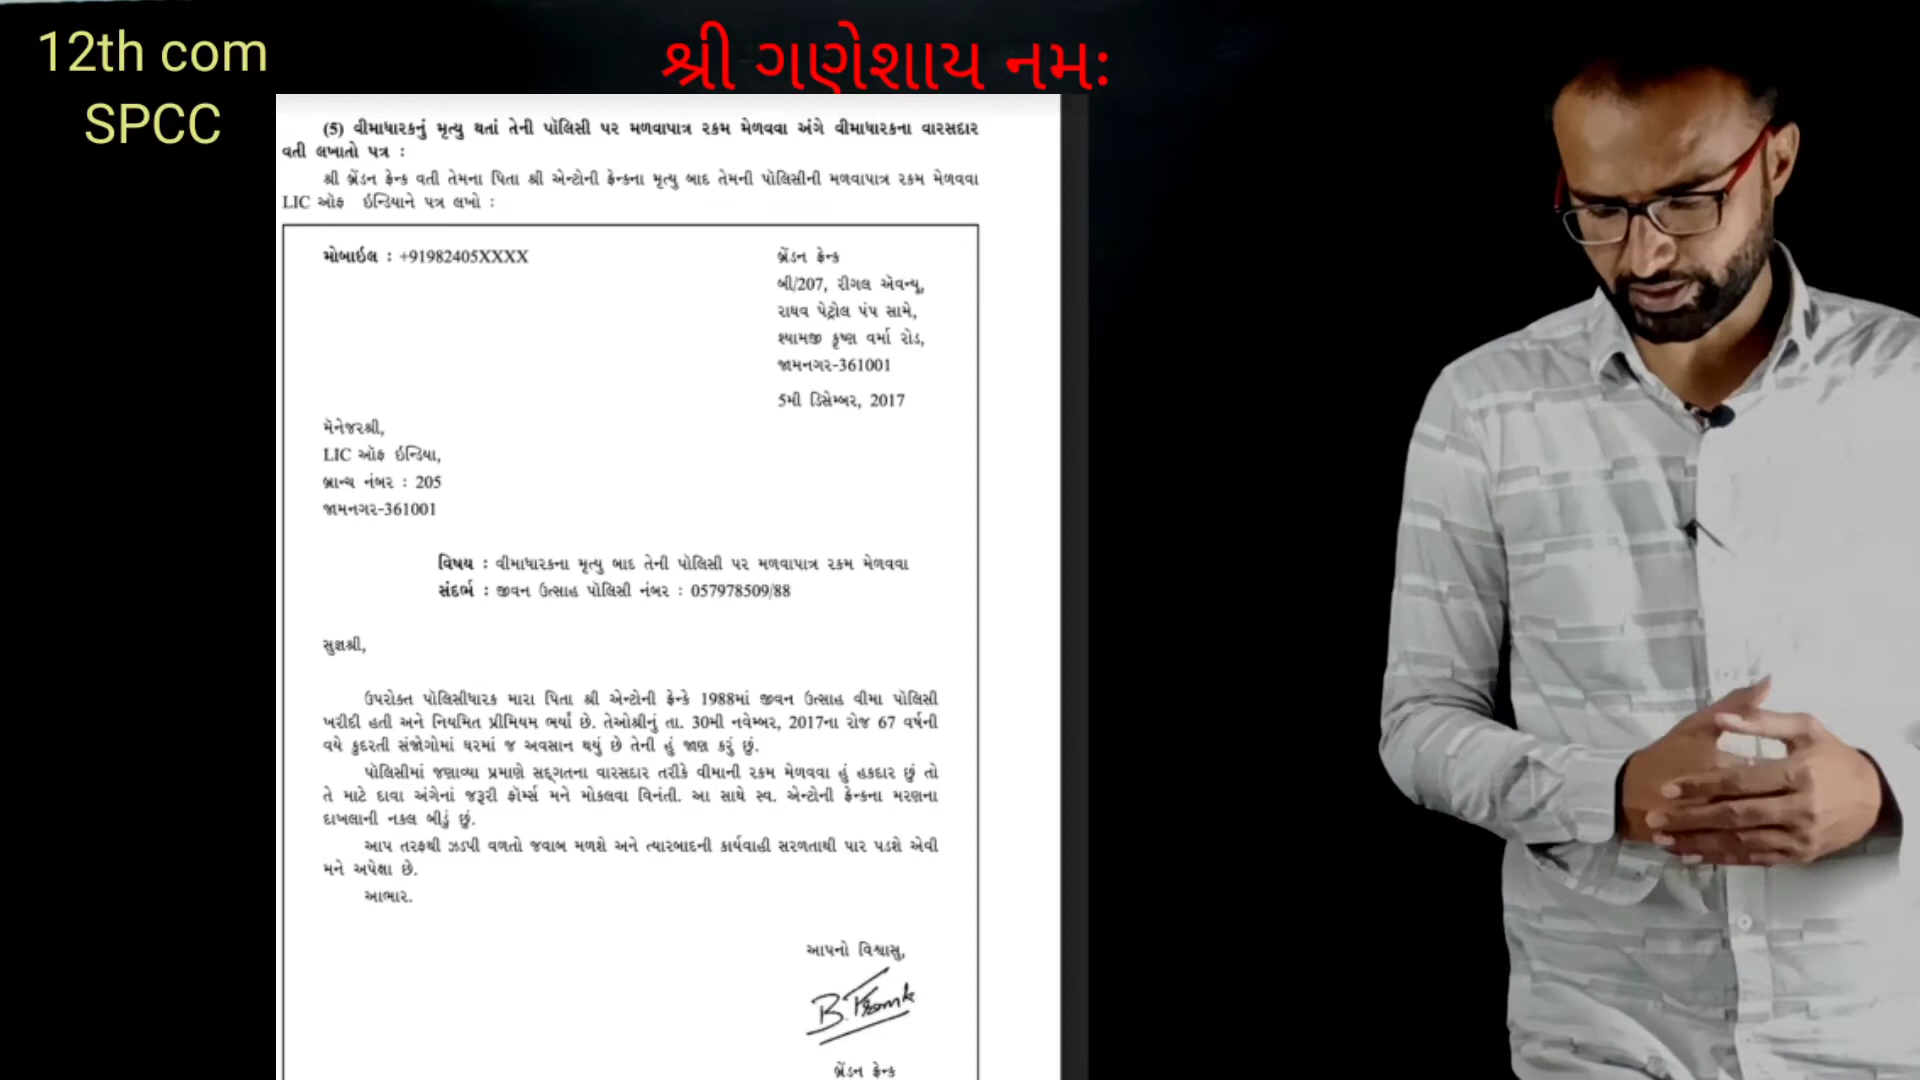 12th com
SPCC
શ્રી ગણેશાય નમઃ
(5) વીમાધારકનું મૃત્યુ થતાં તેની પૉલિસી પર મળવાપાત્ર રકમ મેળવવા અંગે વીમાધારકના વારસદાર
વતી લખાતો પત્ર :
શ્રી બ્રૅંડન ફ્રેન્ક વતી તેમના પિતા શ્રી એન્ટોની ફ્રેન્કના મૃત્યુ બાદ તેમની પૉલિસીની મળવાપાત્ર રકમ મેળવવા
LIC ઑફ ઇન્ડિયાને પત્ર લખો :
મોબાઇલ : +91982405XXXX
બ્રૅંડન ફ્રેન્ક
બી/207, રીગલ ઍવન્યૂ,
રાઘવ પેટ્રોલ પંપ સામે,
શ્યામજી કૃષ્ણ વર્મા રોડ,
જામનગર-361001
5મી ડિસેમ્બર, 2017
મૅનેજરશ્રી,
LIC ઑફ ઇન્ડિયા,
બ્રાન્ચ નંબર : 205
જામનગર-361001
વિષય : વીમાધારકના મૃત્યુ બાદ તેની પૉલિસી પર મળવાપાત્ર રકમ મેળવવા
સંદર્ભ : જીવન ઉત્સાહ પૉલિસી નંબર : 057978509/88
સુજ્ઞશ્રી,
ઉપરોક્ત પૉલિસીધારક મારા પિતા શ્રી એન્ટોની ફ્રેન્કે 1988માં જીવન ઉત્સાહ વીમા પૉલિસી
ખરીદી હતી અને નિયમિત પ્રીમિયમ ભર્યાં છે. તેઓશ્રીનું તા. 30મી નવેમ્બર, 2017ના રોજ 67 વર્ષની
વયે કુદરતી સંજોગોમાં ઘરમાં જ અવસાન થયું છે તેની હું જાણ કરું છું.
પૉલિસીમાં જણાવ્યા પ્રમાણે સદ્ગતના વારસદાર તરીકે વીમાની રકમ મેળવવા હું હકદાર છું તો
તે માટે દાવા અંગેનાં જરૂરી ફૉર્મ્સ મને મોકલવા વિનંતી. આ સાથે સ્વ. એન્ટોની ફ્રેન્કના મરણના
દાખલાની નકલ બીડું છું.
આપ તરફથી ઝડપી વળતો જવાબ મળશે અને ત્યારબાદની કાર્યવાહી સરળતાથી પાર પડશે એવી
મને અપેક્ષા છે.
આભાર.
આપનો વિશ્વાસુ,
B. Frank
બ્રૅંડન ફ્રેન્ક